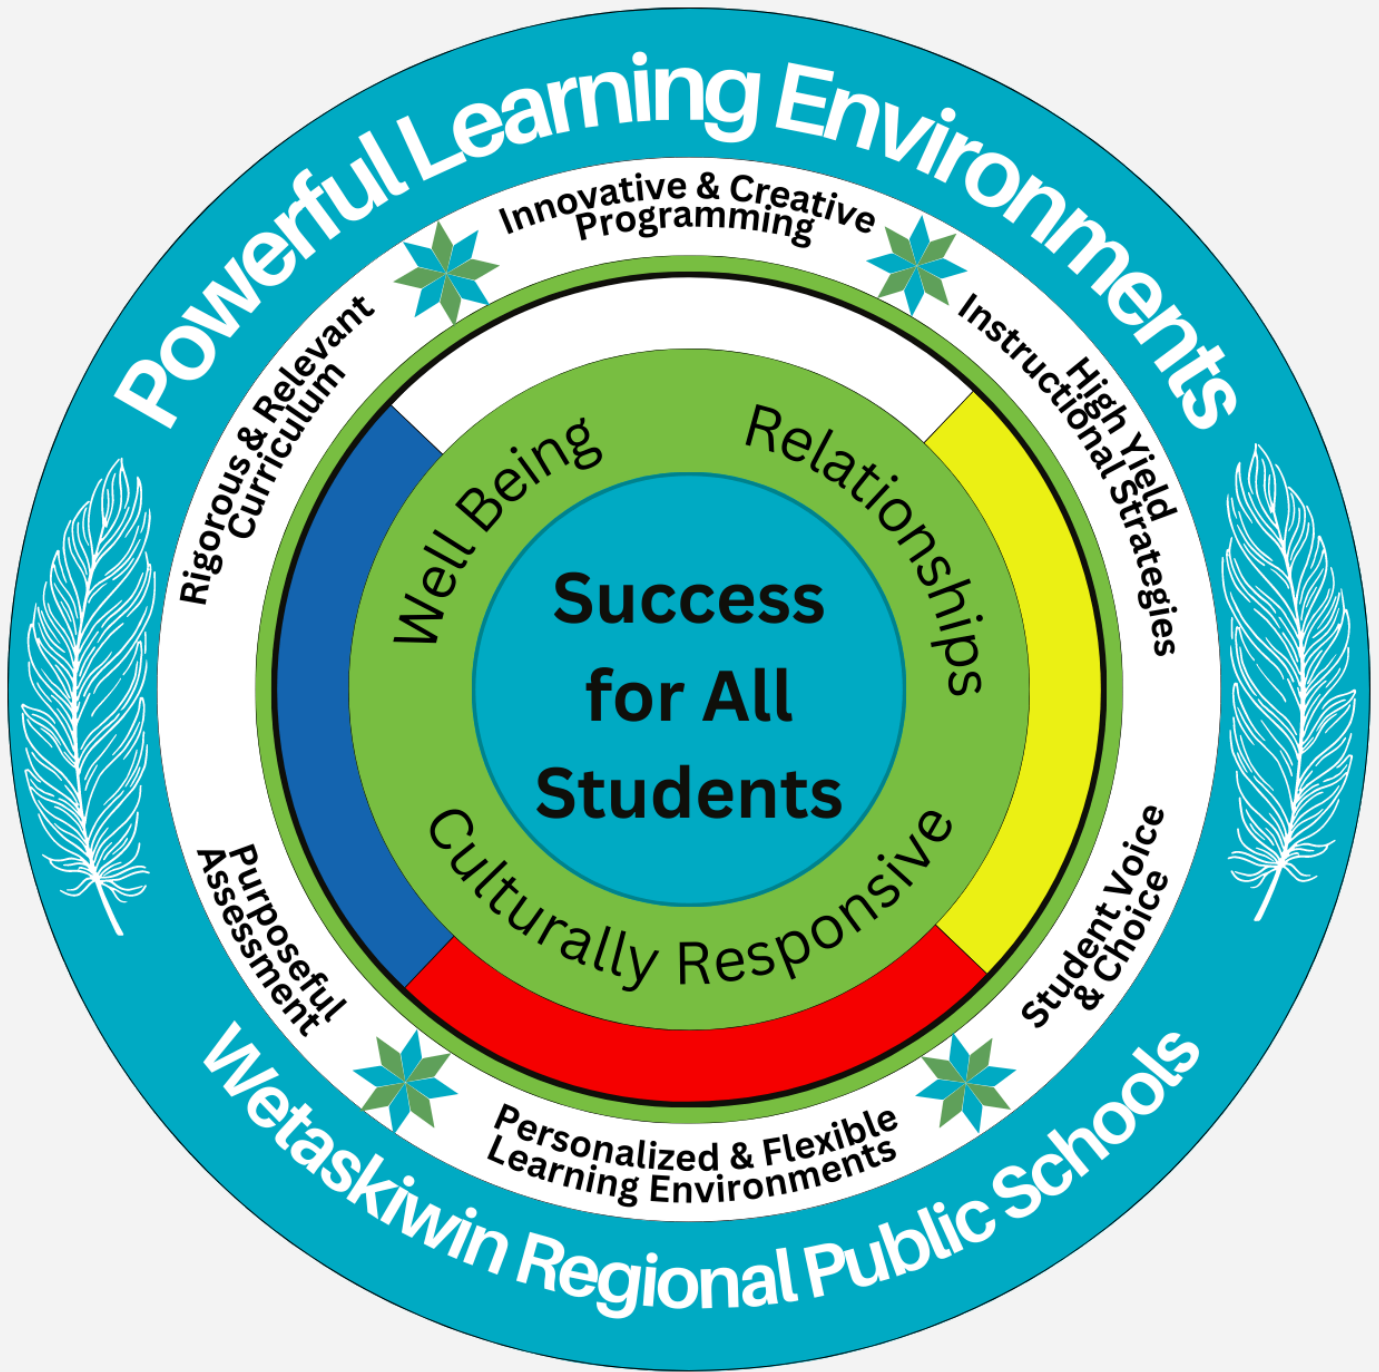 Powerful Learning Environments
Innovative & Creative
Programming
High Yield
Instructional Strategies
Student Voice
& Choice
Personalized & Flexible
Learning Environments
Purposeful
Assessment
Rigorous & Relevant
Curriculum
Well Being
Relationships
Culturally Responsive
Success
for All
Students
Wetaskiwin Regional Public Schools